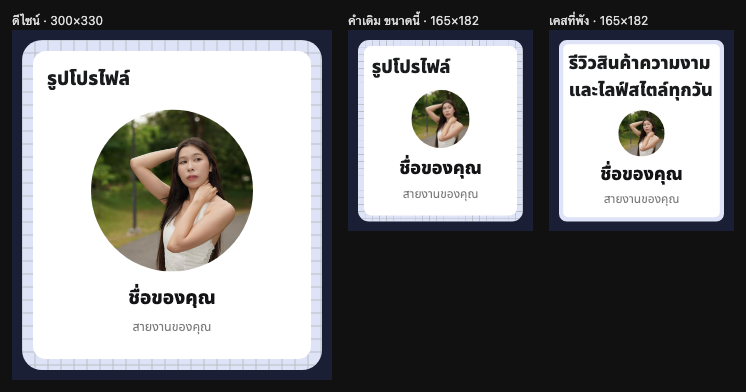 ดีไซน์ · 300×330
รูปโปรไฟล์
ชื่อของคุณ
สายงานของคุณ
คำเดิม ขนาดนี้ · 165×182
รูปโปรไฟล์
ชื่อของคุณ
สายงานของคุณ
เคสที่พัง · 165×182
รีวิวสินค้าความงาม
และไลฟ์สไตล์ทุกวัน
ชื่อของคุณ
สายงานของคุณ